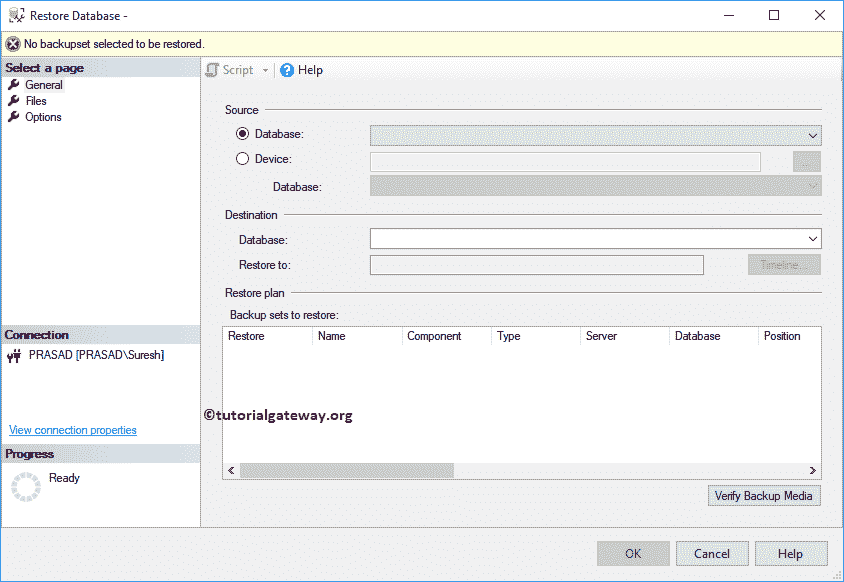 Restore Database -
No backupset selected to be restored.
Select a page
General
Files
Options
Script
Help
Source
Database:
Device:
...
Database:
Destination
Database:
Restore to:
Timeline...
Restore plan
Backup sets to restore:
Restore Name Component Type Server Database Position
Connection
PRASAD [PRASAD\Suresh]
View connection properties
©tutorialgateway.org
Progress
Ready
Verify Backup Media
OK Cancel Help